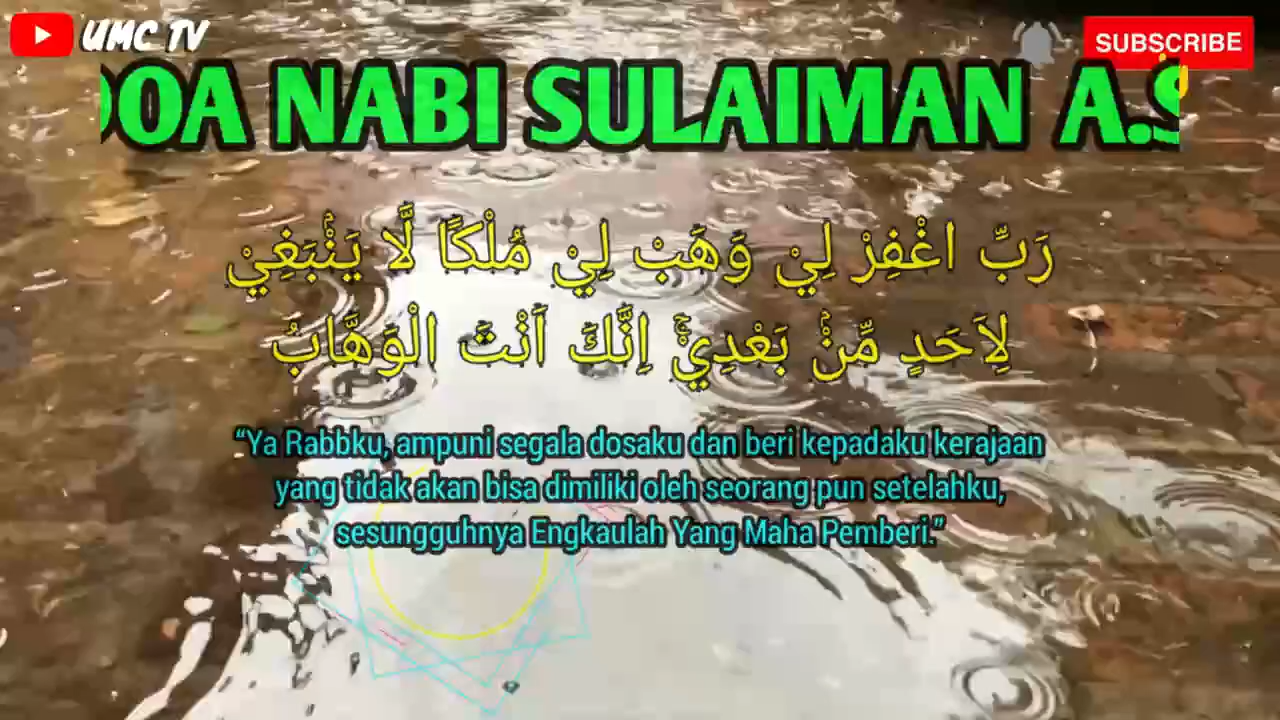 UMC TV
SUBSCRIBE
DOA NABI SULAIMAN A.S
رَبِّ اغْفِرْ لِيْ وَهَبْ لِيْ مُلْكًا لَّا يَنْۢبَغِيْ
لِاَحَدٍ مِّنْۢ بَعْدِيْۚ اِنَّكَ اَنْتَ الْوَهَّابُ
“Ya Rabbku, ampuni segala dosaku dan beri kepadaku kerajaan
yang tidak akan bisa dimiliki oleh seorang pun setelahku,
sesungguhnya Engkaulah Yang Maha Pemberi.”